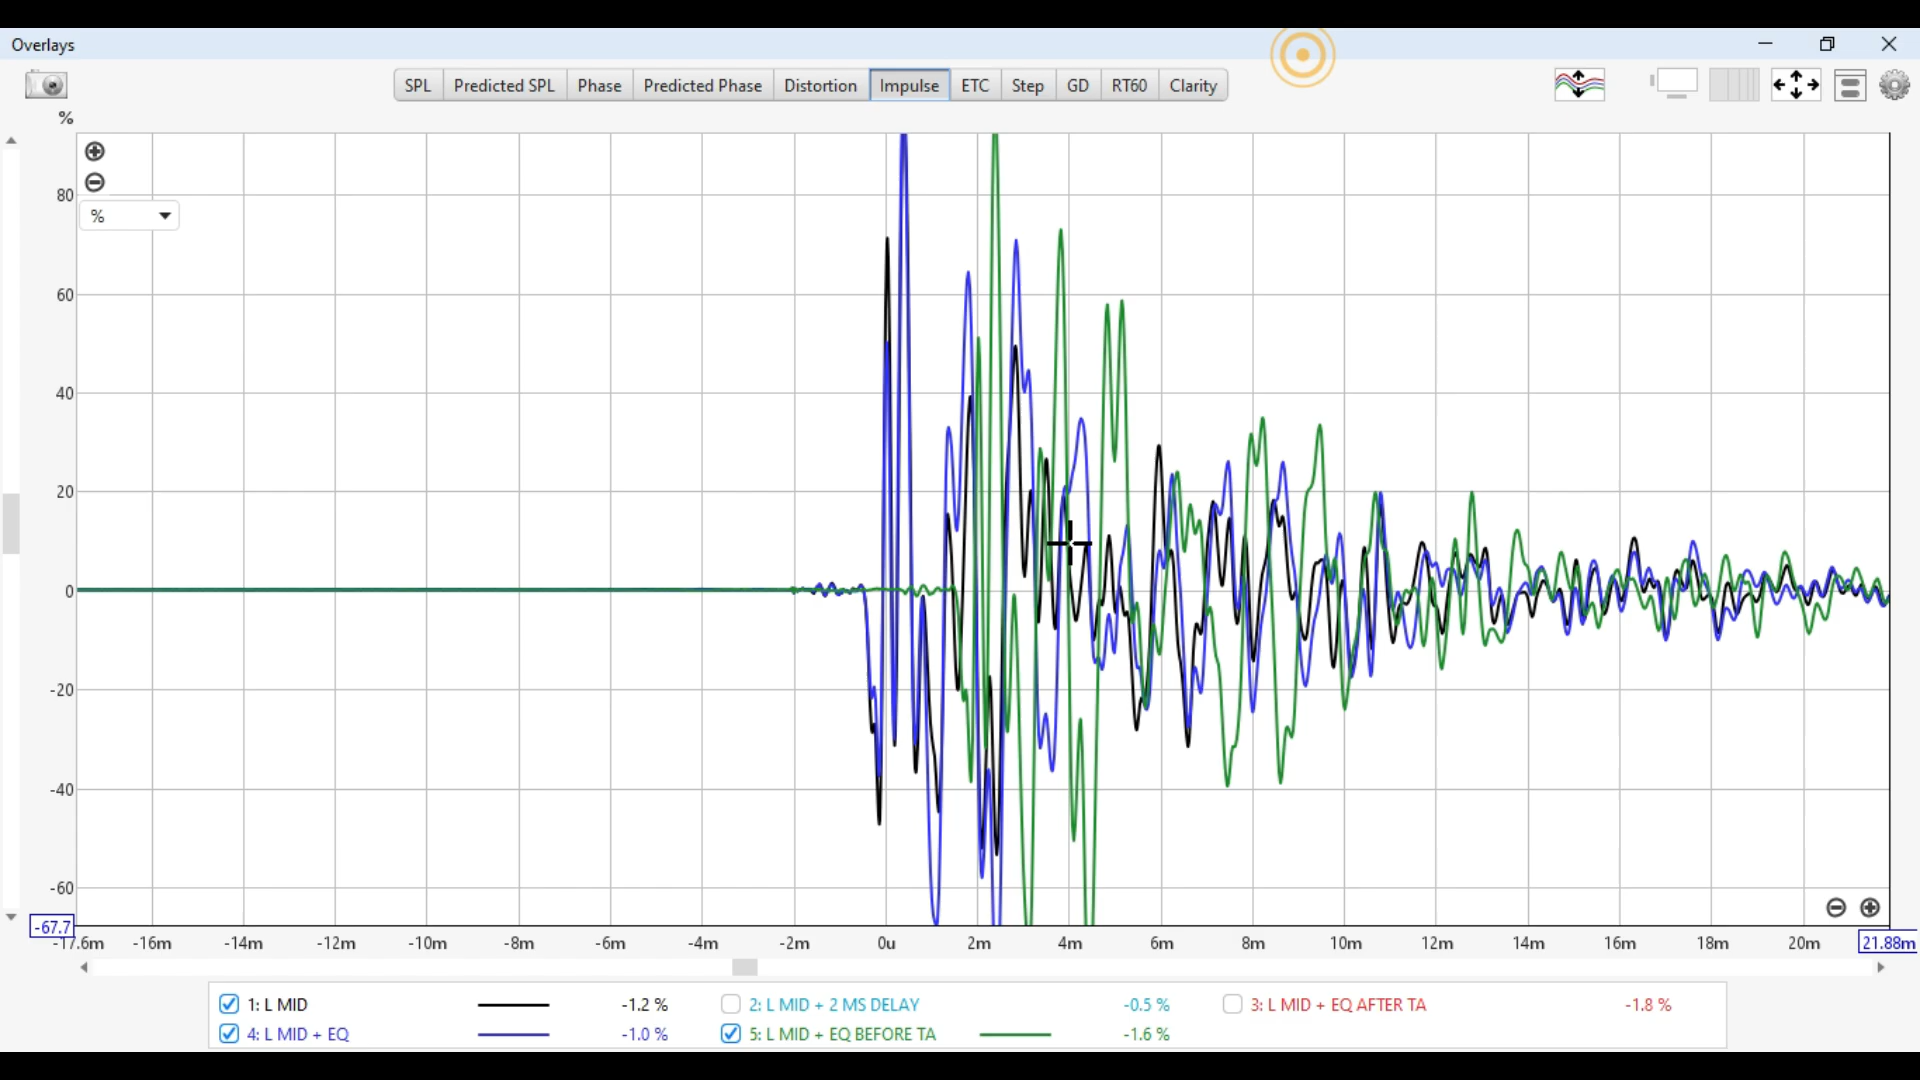 Overlays
SPL Predicted SPL Phase Predicted Phase Distortion Impulse ETC Step GD RT60 Clarity
%
80
%
60
40
20
0
-20
-40
-60
-67.7
-17.6m -16m -14m -12m -10m -8m -6m -4m -2m 0u 2m 4m 6m 8m 10m 12m 14m 16m 18m 20m 21.88m
1: L MID -1.2 % 2: L MID + 2 MS DELAY -0.5 % 3: L MID + EQ AFTER TA -1.8 %
4: L MID + EQ -1.0 % 5: L MID + EQ BEFORE TA -1.6 %